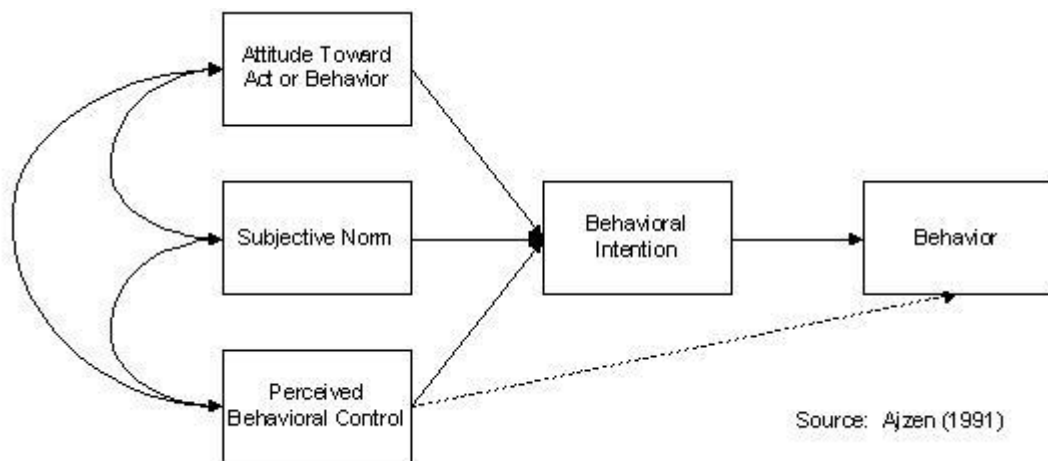 Attitude Toward
Act or Behavior
Subjective Norm
Behavioral
Intention
Behavior
Perceived
Behavioral Control
Source: Ajzen (1991)